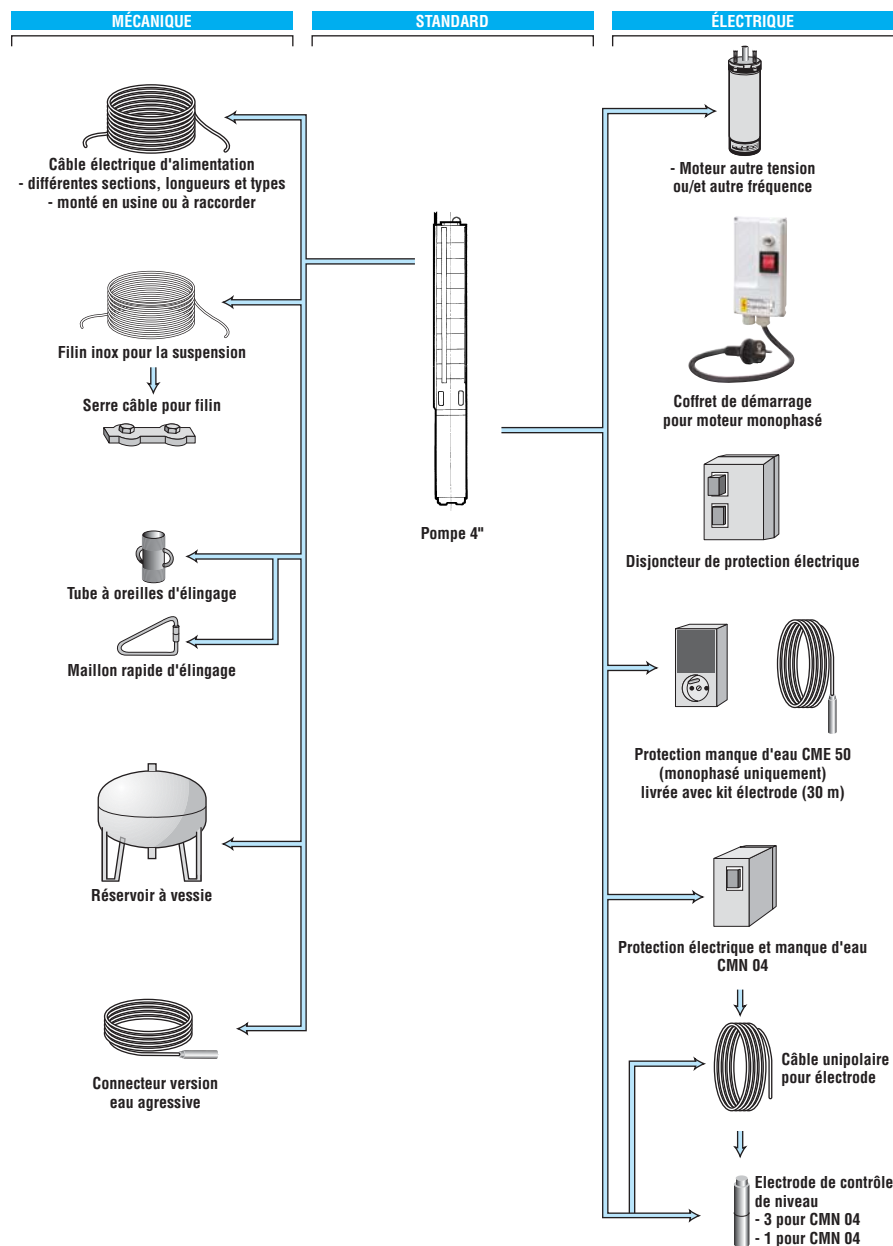 MÉCANIQUE
STANDARD
ÉLECTRIQUE
Câble électrique d'alimentation
- différentes sections, longueurs et types
- monté en usine ou à raccorder
Filin inox pour la suspension
Serre câble pour filin
Tube à oreilles d'élingage
Maillon rapide d'élingage
Réservoir à vessie
Connecteur version
eau agressive
Pompe 4"
- Moteur autre tension
ou/et autre fréquence
Coffret de démarrage
pour moteur monophasé
Disjoncteur de protection électrique
Protection manque d'eau CME 50
(monophasé uniquement)
livrée avec kit électrode (30 m)
Protection électrique et manque d'eau
CMN 04
Câble unipolaire
pour électrode
Electrode de contrôle
de niveau
- 3 pour CMN 04
- 1 pour CMN 04